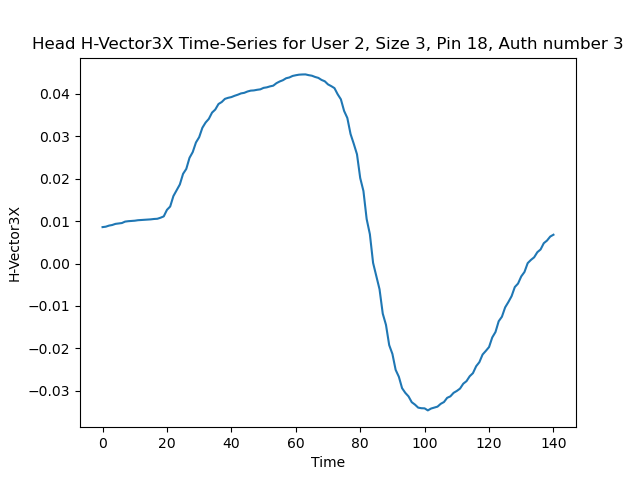 Head H-Vector3X Time-Series for User 2, Size 3, Pin 18, Auth number 3
H-Vector3X
0.04
0.03
0.02
0.01
0.00
−0.01
−0.02
−0.03
0 20 40 60 80 100 120 140
Time